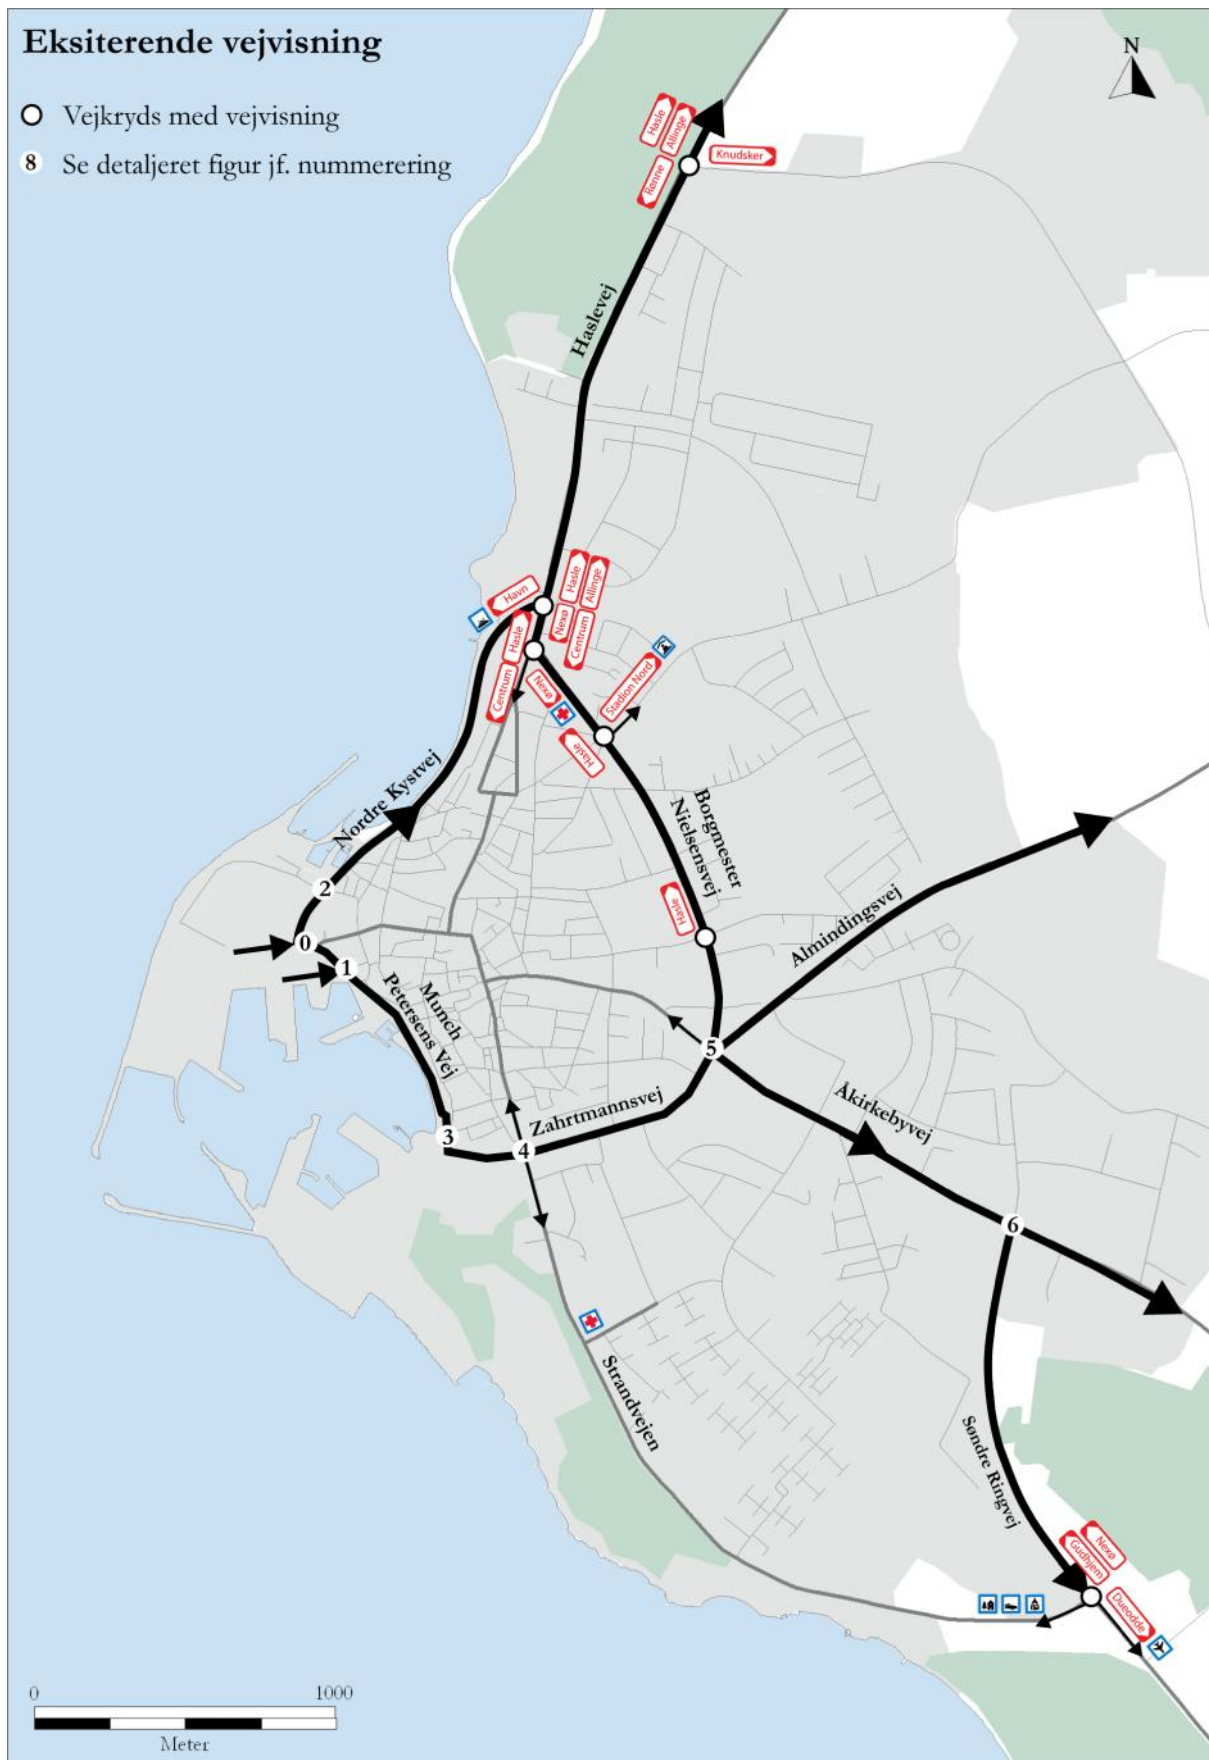 Eksiterende vejvisning
N
Vejkryds med vejvisning
8 Se detaljeret figur jf. nummerering
Hasle
Allinge
Rønne
Knudsker
Haslevej
Havn
Hasle
Allinge
Nexø
Centrum
Hasle
Centrum
Nexø
Stadion Nord
Hasle
Nordre Kystvej
Borgmester
Nielsensvej
2
Hasle
Almindingsvej
0
1
Munch
Petersens Vej
5
Zahrtmannsvej
Åkirkebyvej
3
4
6
Strandvejen
Søndre Ringvej
Nexø
Gudhjem
Dueodde
0 1000
Meter